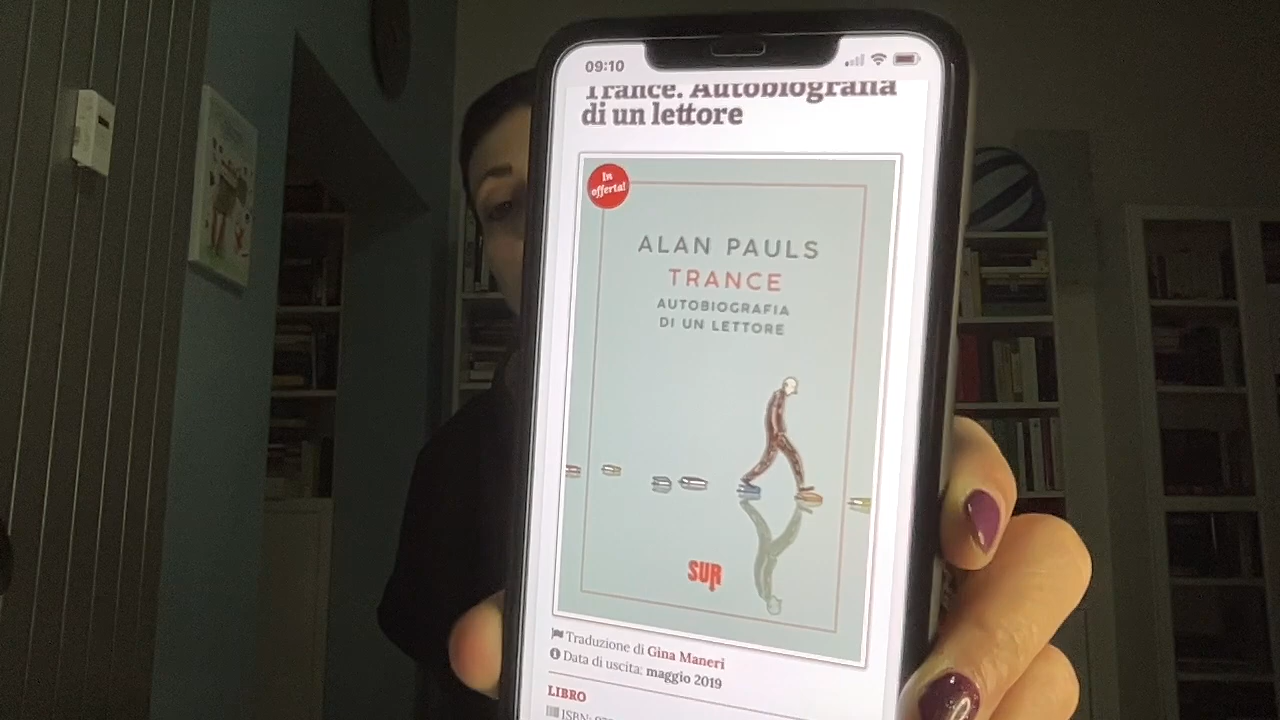 09:10
Trance. Autobiografia
di un lettore
In
offerta!
ALAN PAULS
TRANCE
AUTOBIOGRAFIA
DI UN LETTORE
SUR
Traduzione di Gina Maneri
Data di uscita: maggio 2019
LIBRO
ISBN: